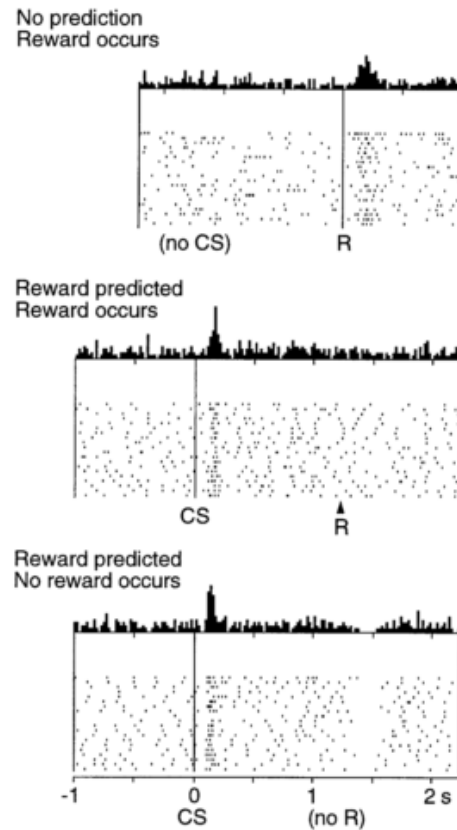 No prediction
Reward occurs
(no CS)
R
Reward predicted
Reward occurs
CS
R
Reward predicted
No reward occurs
-1
0
1
2 s
CS
(no R)